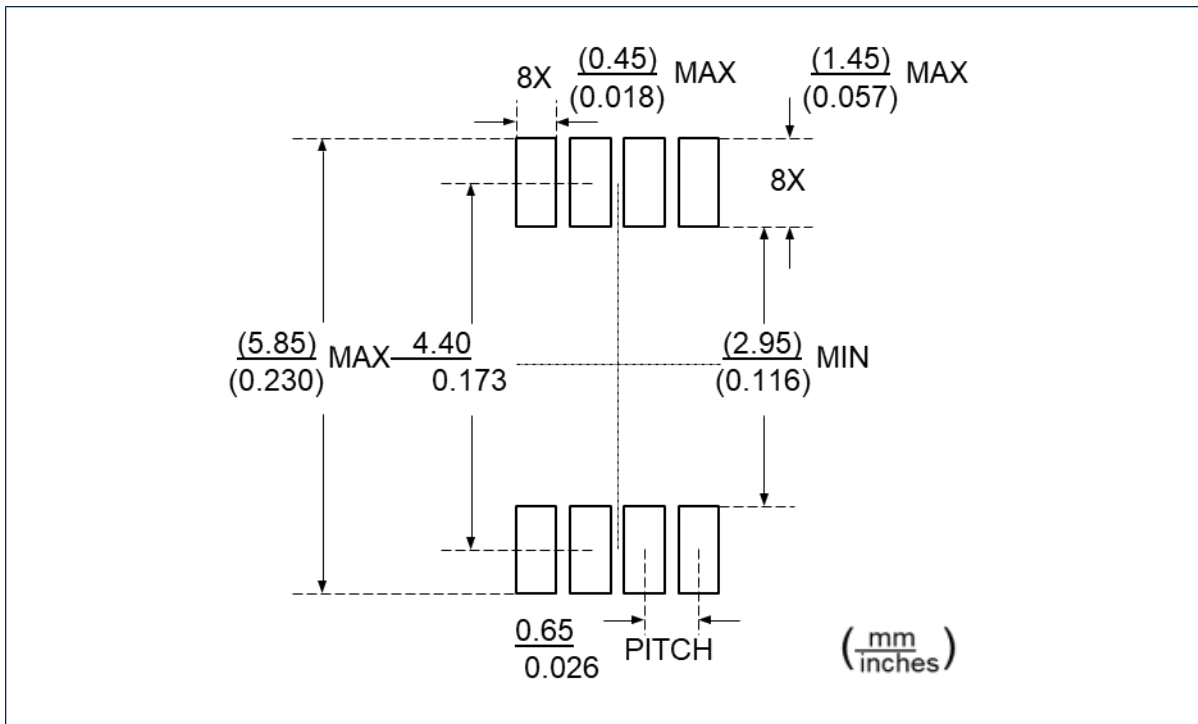 8X (0.45) MAX
(0.018)
(1.45) MAX
(0.057)
8X
(5.85) MAX
(0.230)
4.40
0.173
(2.95) MIN
(0.116)
0.65
0.026
PITCH
(mm
inches)